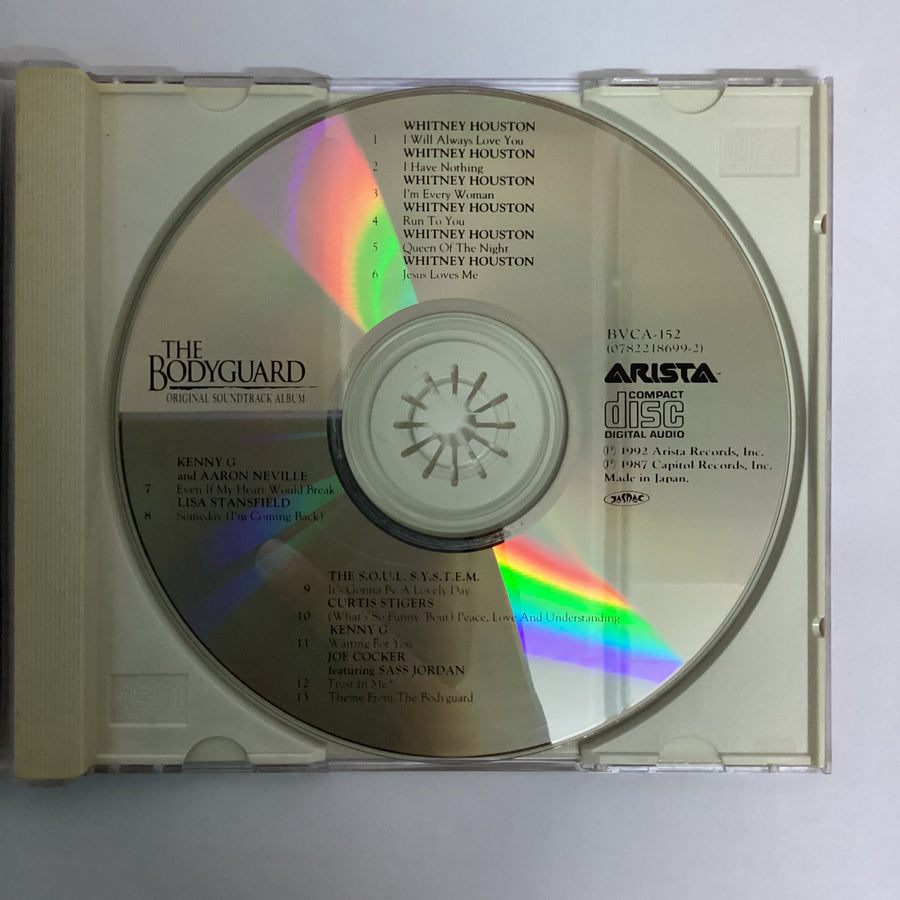 WHITNEY HOUSTON
1 I Will Always Love You
WHITNEY HOUSTON
2 I Have Nothing
WHITNEY HOUSTON
3 I'm Every Woman
WHITNEY HOUSTON
4 Run To You
WHITNEY HOUSTON
5 Queen Of The Night
WHITNEY HOUSTON
6 Jesus Loves Me
THE
BODYGUARD
ORIGINAL SOUNDTRACK ALBUM
BVCA-152
(0782218699-2)
ARISTA™
COMPACT
disc
DIGITAL AUDIO
Ⓟ 1992 Arista Records, Inc.
Ⓟ 1987 Capitol Records, Inc.
Made in Japan.
JASRAC
KENNY G
and AARON NEVILLE
7 Even If My Heart Would Break
LISA STANSFIELD
8 Someday (I'm Coming Back)
THE S.O.U.L. S.Y.S.T.E.M.
9 It's Gonna Be A Lovely Day
CURTIS STIGERS
10 (What's So Funny 'Bout) Peace, Love And Understanding
KENNY G
11 Waiting For You
JOE COCKER
featuring SASS JORDAN
12 Trust In Me*
13 Theme From The Bodyguard